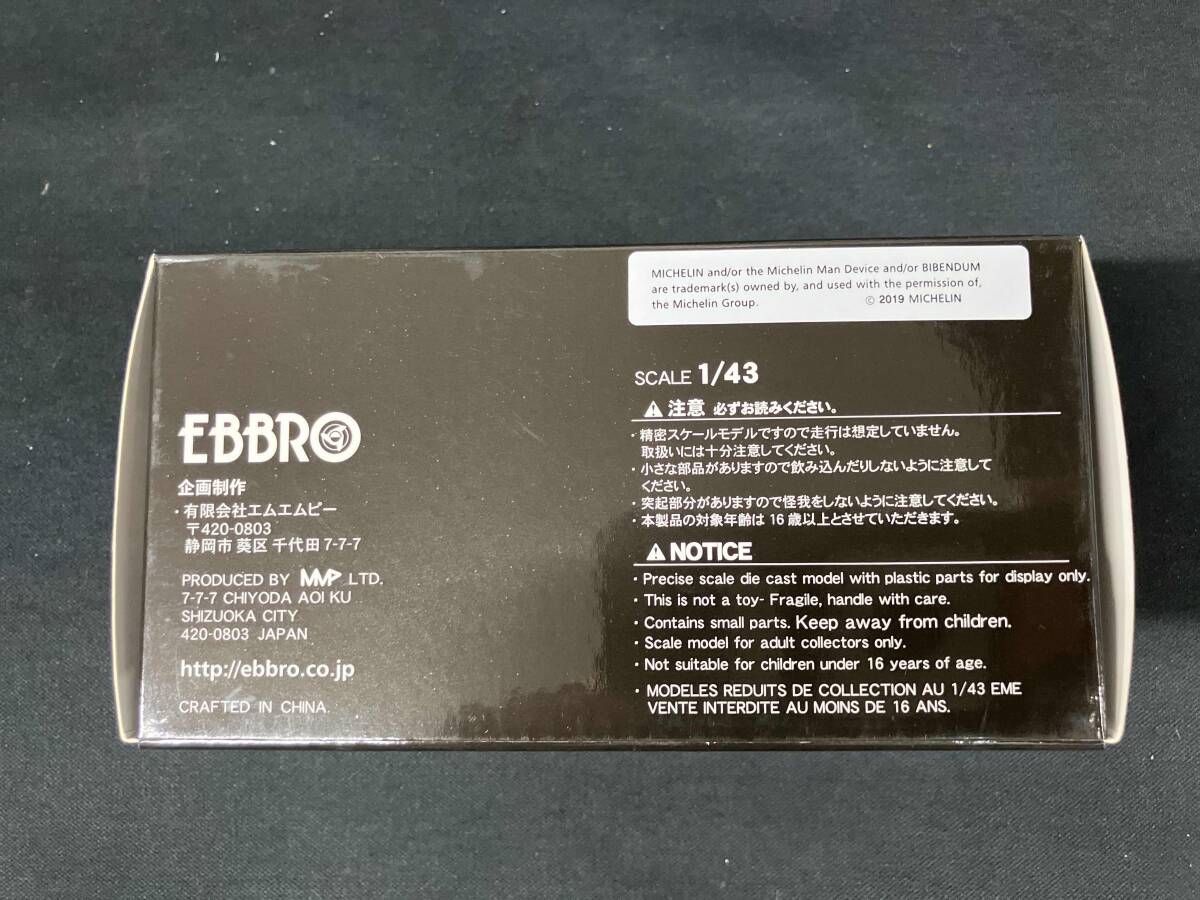 MICHELIN and/or the Michelin Man Device and/or BIBENDUM
are trademark(s) owned by, and used with the permission of,
the Michelin Group. © 2019 MICHELIN
EBBRO
企画制作
・有限会社エムエムピー
〒420-0803
静岡市 葵区 千代田 7-7-7
PRODUCED BY MMP LTD.
7-7-7 CHIYODA AOI KU
SHIZUOKA CITY
420-0803 JAPAN
http://ebbro.co.jp
CRAFTED IN CHINA.
SCALE 1/43
⚠ 注意 必ずお読みください。
・精密スケールモデルですので走行は想定していません。
取扱いには十分注意してください。
・小さな部品がありますので飲み込んだりしないように注意して
ください。
・突起部分がありますので怪我をしないように注意してください。
・本製品の対象年齢は 16 歳以上とさせていただきます。
⚠ NOTICE
・Precise scale die cast model with plastic parts for display only.
・This is not a toy- Fragile, handle with care.
・Contains small parts. Keep away from children.
・Scale model for adult collectors only.
・Not suitable for children under 16 years of age.
・MODELES REDUITS DE COLLECTION AU 1/43 EME
VENTE INTERDITE AU MOINS DE 16 ANS.